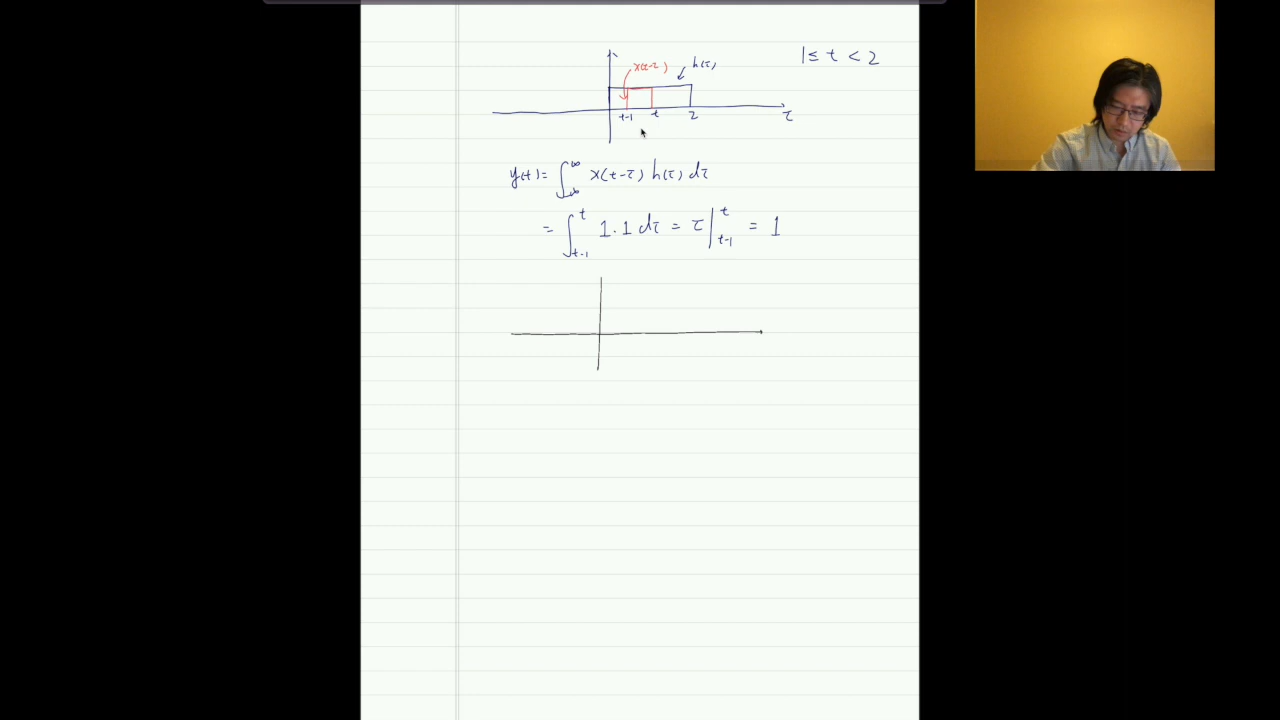 x(t-τ) h(τ) 1 ≤ t < 2
t-1 t 2 τ
y(t) = ∫_{-∞}^{∞} x(t-τ) h(τ) dτ
= ∫_{t-1}^{t} 1·1 dτ = τ |_{t-1}^{t} = 1